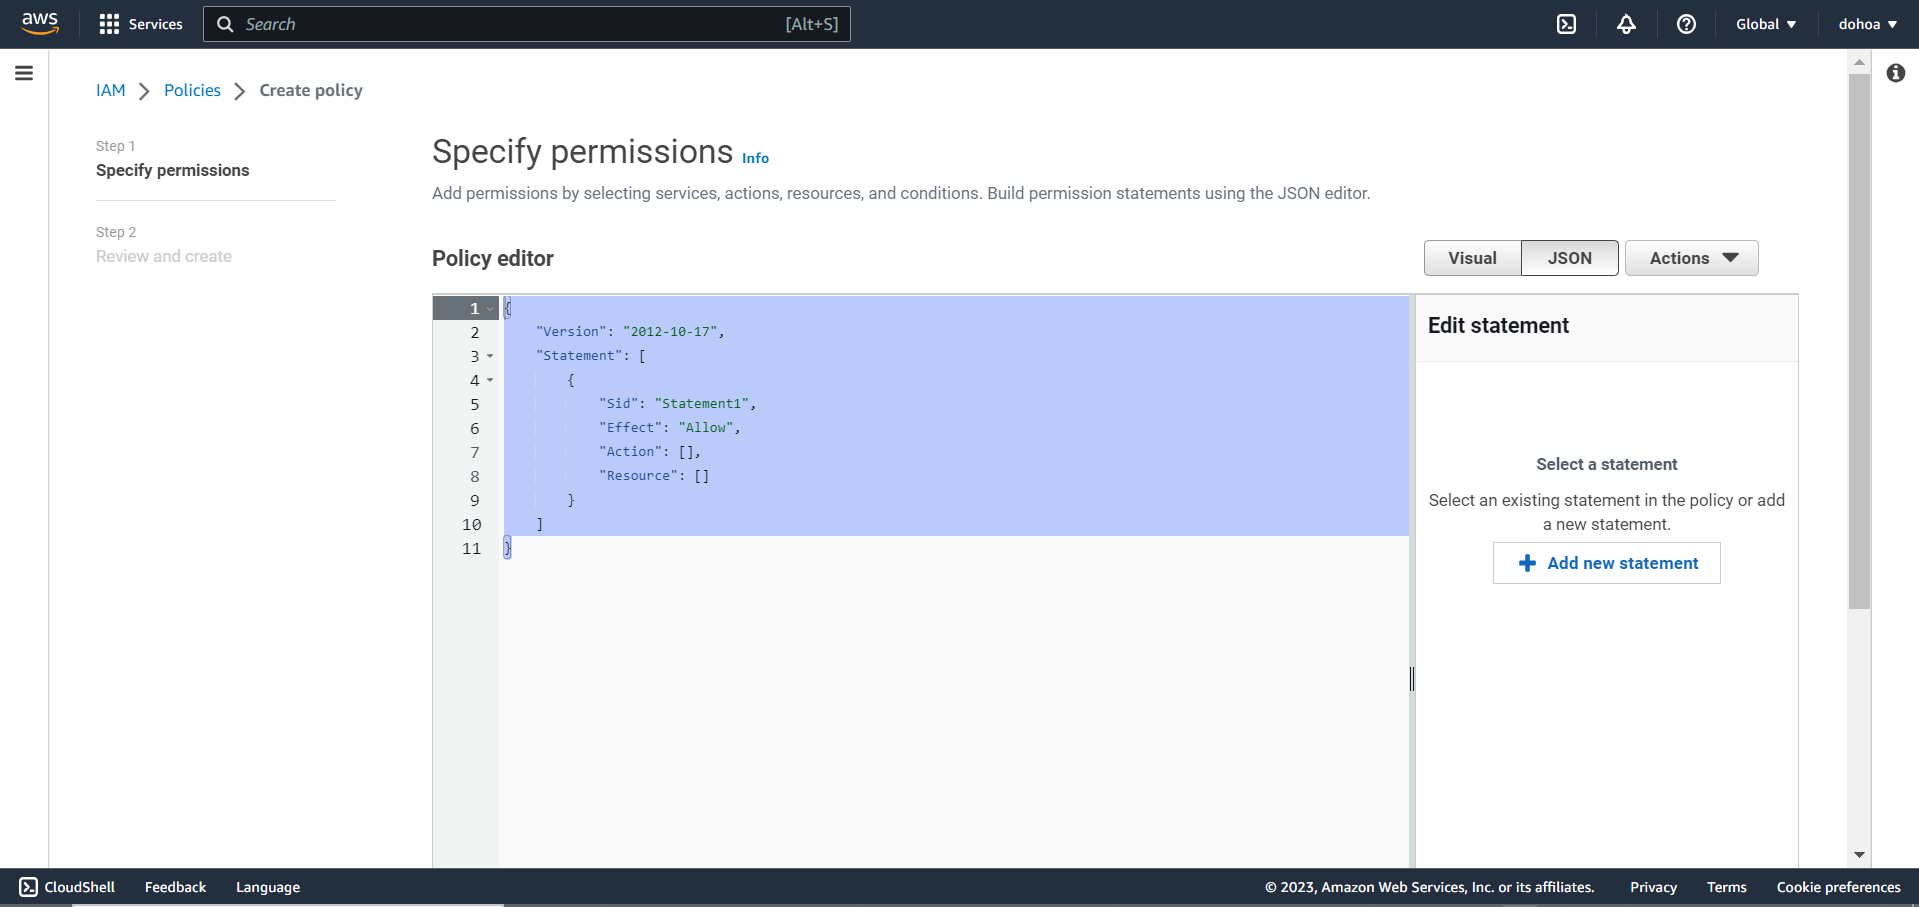 aws
Services
Search
[Alt+S]
Global
dohoa
IAM
Policies
Create policy
Step 1
Specify permissions
Step 2
Review and create
Specify permissions Info
Add permissions by selecting services, actions, resources, and conditions. Build permission statements using the JSON editor.
Policy editor
Visual
JSON
Actions
1 {
2 "Version": "2012-10-17",
3 "Statement": [
4 {
5 "Sid": "Statement1",
6 "Effect": "Allow",
7 "Action": [],
8 "Resource": []
9 }
10 ]
11 }
Edit statement
Select a statement
Select an existing statement in the policy or add
a new statement.
Add new statement
CloudShell
Feedback
Language
© 2023, Amazon Web Services, Inc. or its affiliates.
Privacy
Terms
Cookie preferences